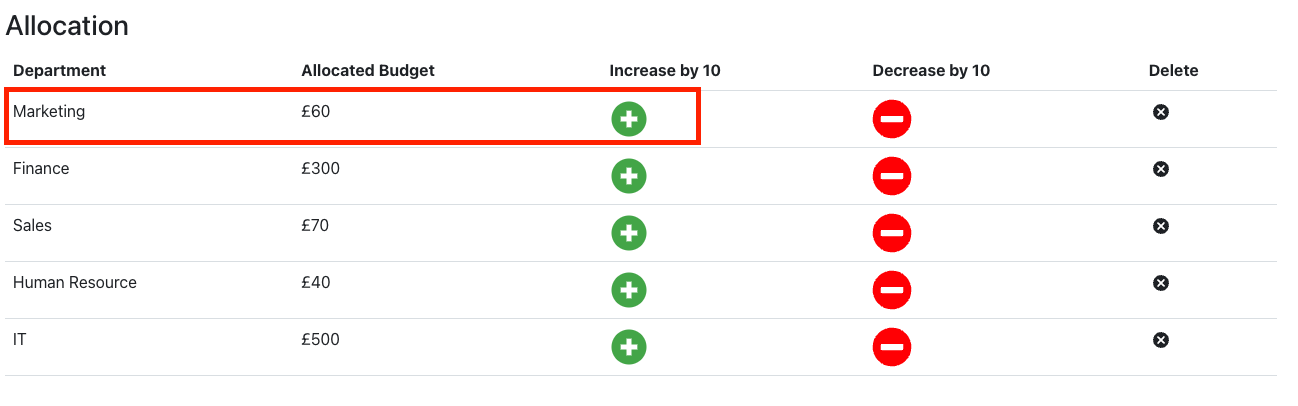 Allocation
Department Allocated Budget Increase by 10 Decrease by 10 Delete
Marketing £60
Finance £300
Sales £70
Human Resource £40
IT £500